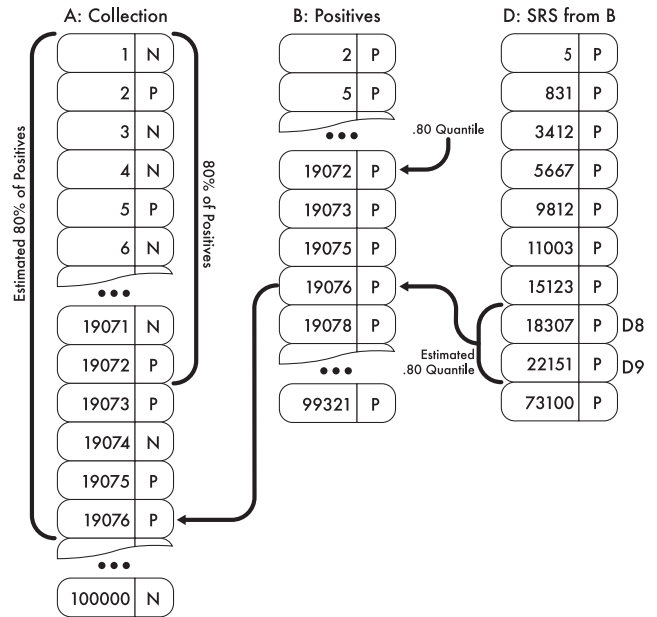 A: Collection
1 N
2 P
3 N
4 N
5 P
6 N
•••
19071 N
19072 P
19073 P
19074 N
19075 P
19076 P
•••
100000 N
Estimated 80% of Positives
80% of Positives
B: Positives
2 P
5 P
•••
19072 P
19073 P
19075 P
19076 P
19078 P
•••
99321 P
.80 Quantile
Estimated
.80 Quantile
D: SRS from B
5 P
831 P
3412 P
5667 P
9812 P
11003 P
15123 P
18307 P D8
22151 P D9
73100 P